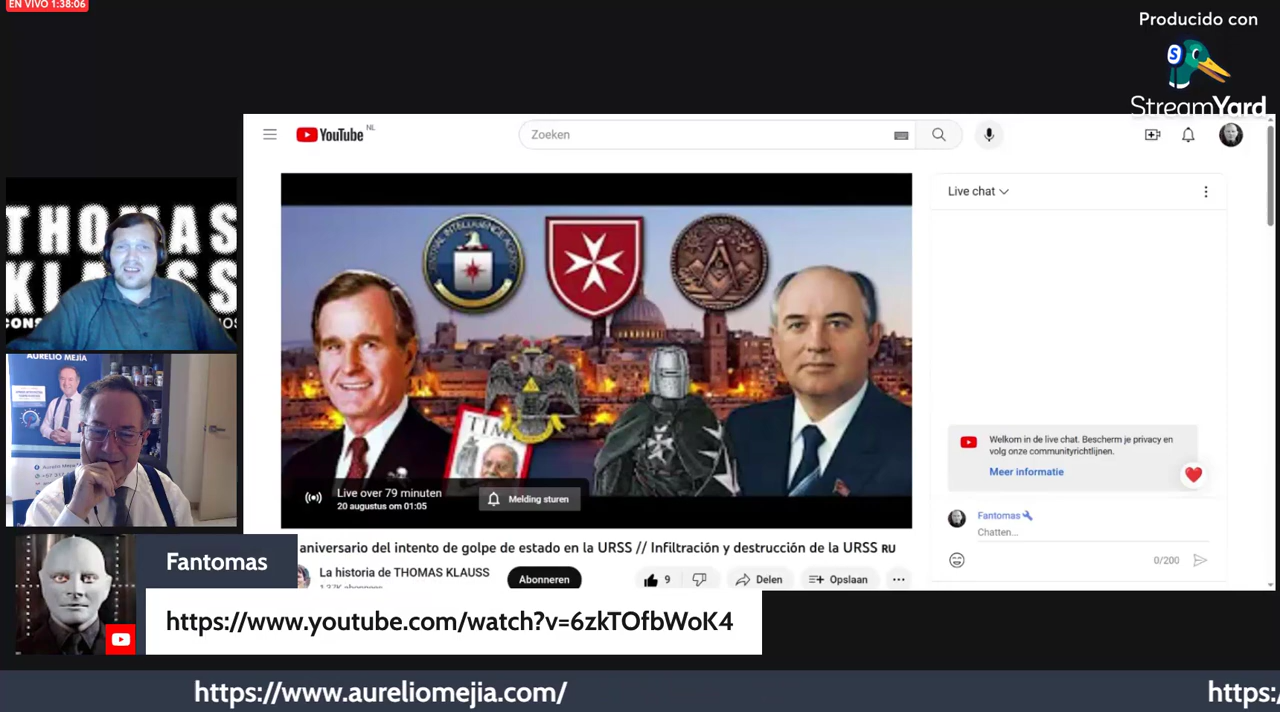 EN VIVO 1:38:06
Producido con
StreamYard
YouTube NL
Zoeken
Live chat
THOMAS
KLAUSS
AURELIO MEJÍA
TIM
Live over 79 minuten
20 augustus om 01:05
Melding sturen
Welkom in de live chat. Bescherm je privacy en
volg onze communityrichtlijnen.
Meer informatie
Fantomas
Chatten...
0/200
aniversario del intento de golpe de estado en la URSS // Infiltración y destrucción de la URSS RU
La historia de THOMAS KLAUSS
Abonneren
9
Delen
Opslaan
Fantomas
https://www.youtube.com/watch?v=6zkTOfbWoK4
https://www.aureliomejia.com/
https:/